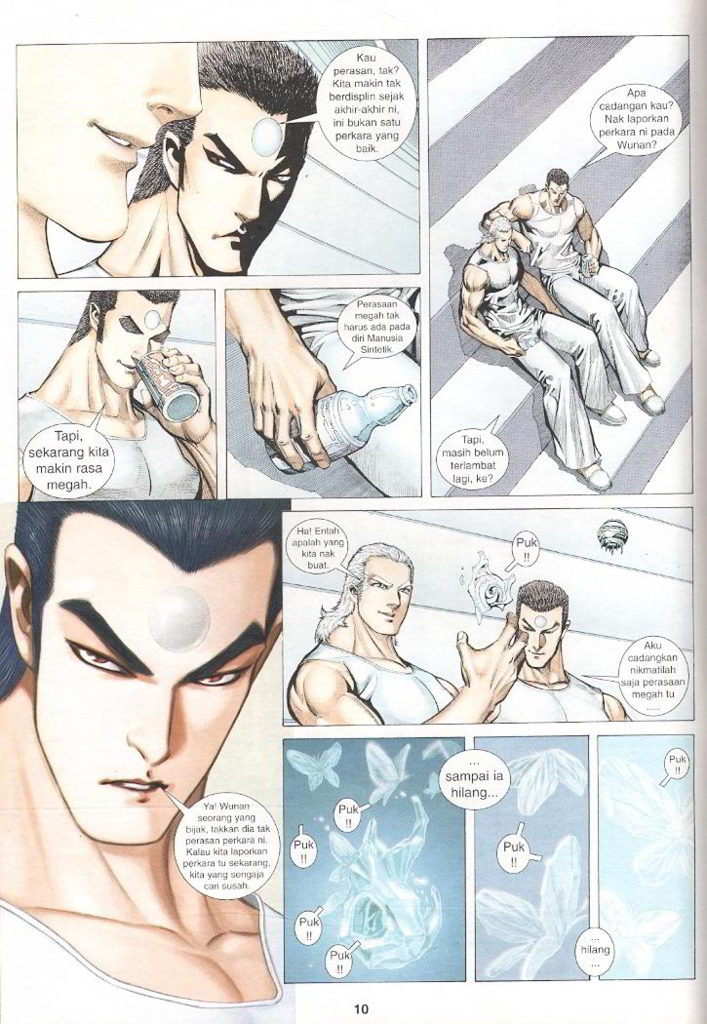 Kau
perasan, tak?
Kita makin tak
berdisplin sejak
akhir-akhir ni,
ini bukan satu
perkara yang
baik.
Apa
cadangan kau?
Nak laporkan
perkara ni pada
Wunan?
Tapi,
sekarang kita
makin rasa
megah.
Perasaan
megah tak
harus ada pada
diri Manusia
Sintetik.
Tapi,
masih belum
terlambat
lagi, ke?
Ya! Wunan
seorang yang
bijak, takkan dia tak
perasan perkara ni.
Kalau kita laporkan
perkara tu sekarang,
kita yang sengaja
cari susah.
Ha! Entah
apalah yang
kita nak
buat.
Puk
!!
Aku
cadangkan
nikmatilah
saja perasaan
megah tu
.....
Puk
!!
Puk
!!
Puk
!!
Puk
!!
...
sampai ia
hilang...
Puk
!!
Puk
!!
...
hilang
...
10